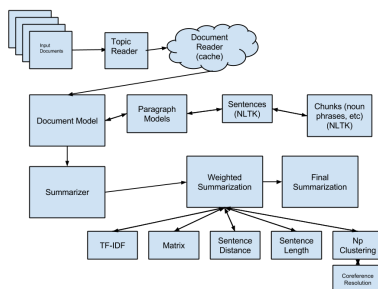 Input
Documents
Topic
Reader
Document
Reader
(cache)
Document Model
Paragraph
Models
Sentences
(NLTK)
Chunks (noun
phrases, etc)
(NLTK)
Summarizer
Weighted
Summarization
Final
Summarization
TF-IDF
Matrix
Sentence
Distance
Sentence
Length
Np
Clustering
Coreference
Resolution